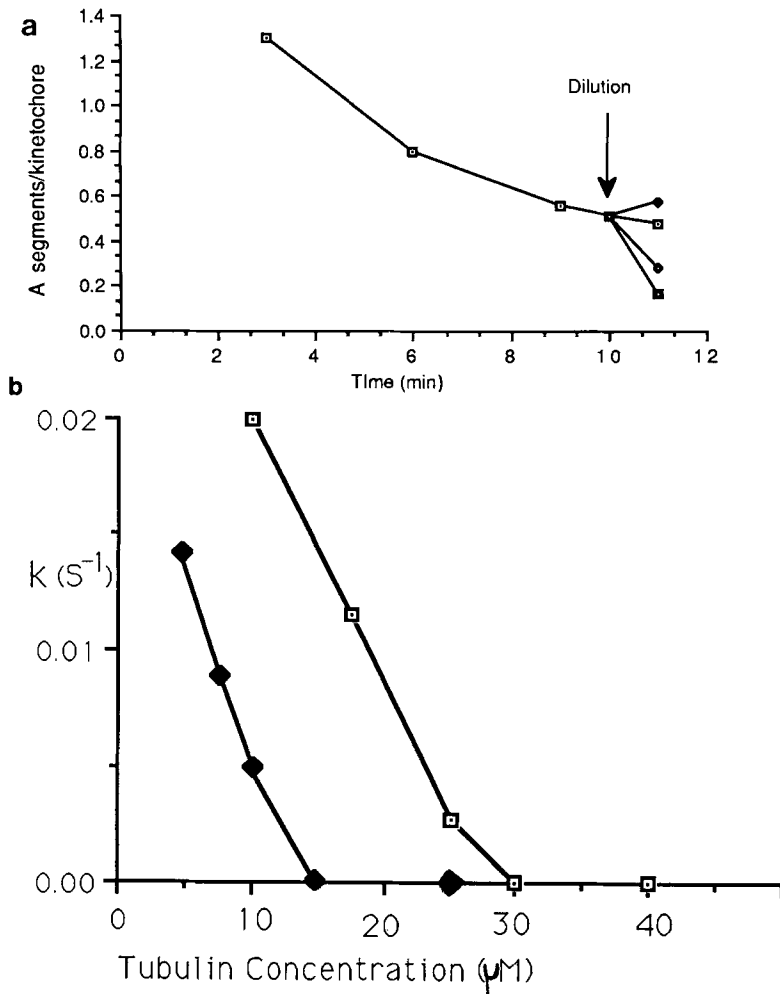 a
A segments/kinetochore
1.4
1.2
1.0
0.8
0.6
0.4
0.2
0.0
Dilution
0 2 4 6 8 10 12
TIme (min)
b
0.02
K (S⁻¹)
0.01
0.00
0 10 20 30 40
Tubulin Concentration (μM)